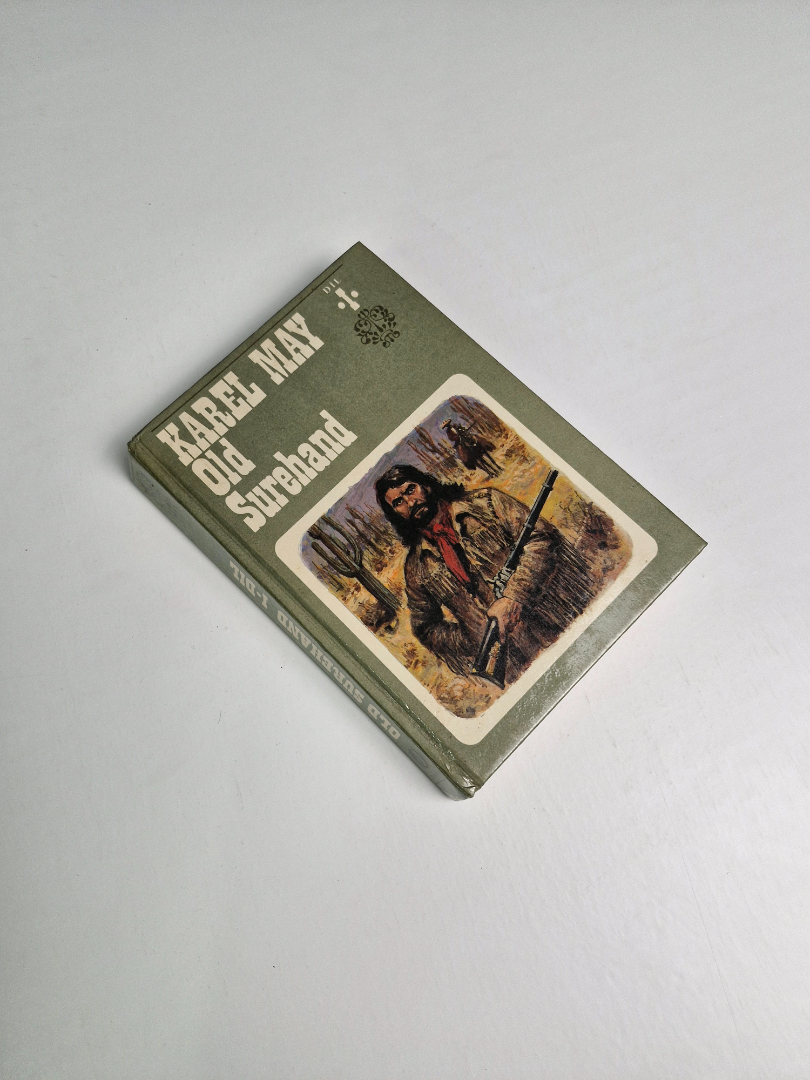 KAREL MAY
Old
Surehand
DÍL
·1·
OLD SUREHAND 1·DÍL